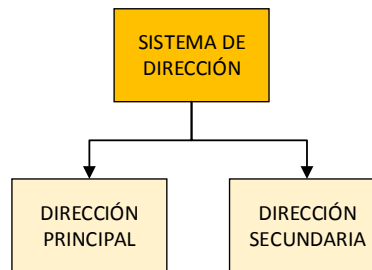 SISTEMA DE
DIRECCIÓN
DIRECCIÓN
PRINCIPAL
DIRECCIÓN
SECUNDARIA